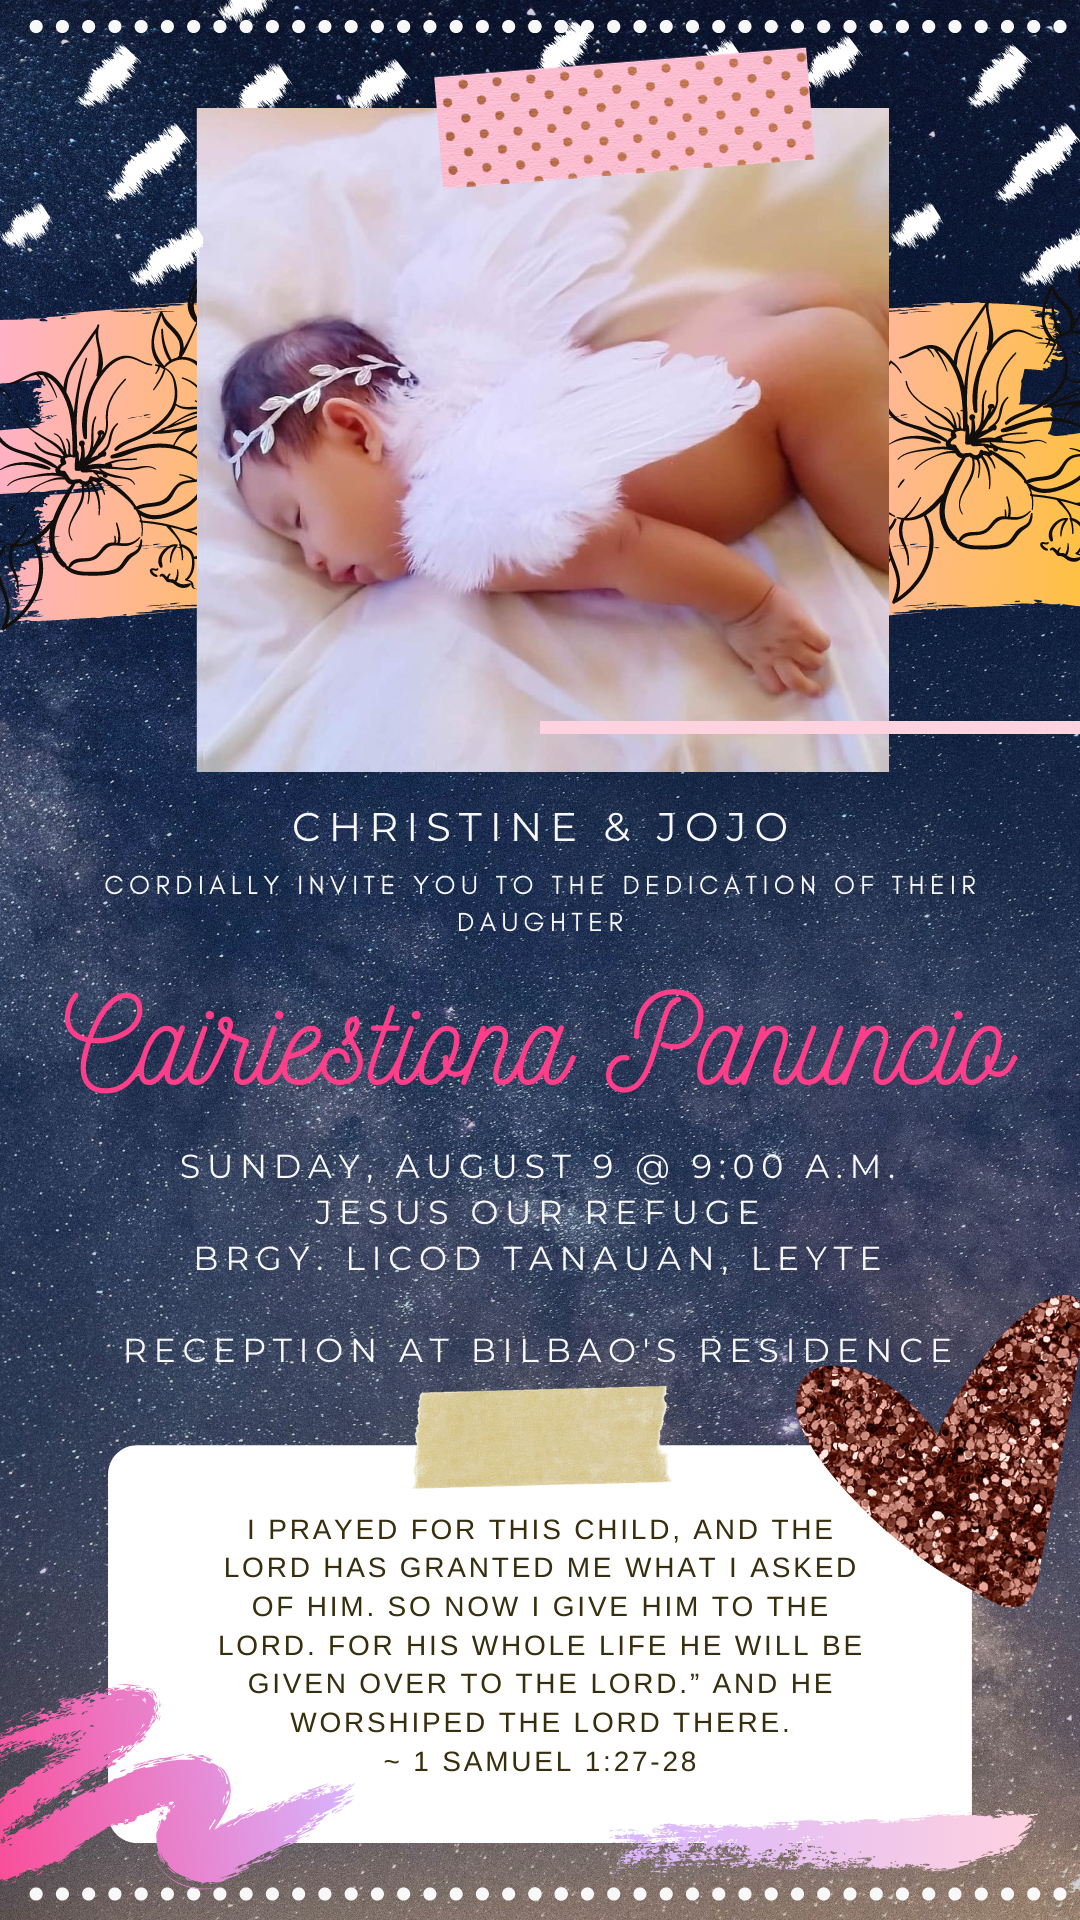 CHRISTINE & JOJO
CORDIALLY INVITE YOU TO THE DEDICATION OF THEIR
DAUGHTER
Cairiestiona Panuncio
SUNDAY, AUGUST 9 @ 9:00 A.M.
JESUS OUR REFUGE
BRGY. LICOD TANAUAN, LEYTE
RECEPTION AT BILBAO'S RESIDENCE
I PRAYED FOR THIS CHILD, AND THE
LORD HAS GRANTED ME WHAT I ASKED
OF HIM. SO NOW I GIVE HIM TO THE
LORD. FOR HIS WHOLE LIFE HE WILL BE
GIVEN OVER TO THE LORD.” AND HE
WORSHIPED THE LORD THERE.
~ 1 SAMUEL 1:27-28